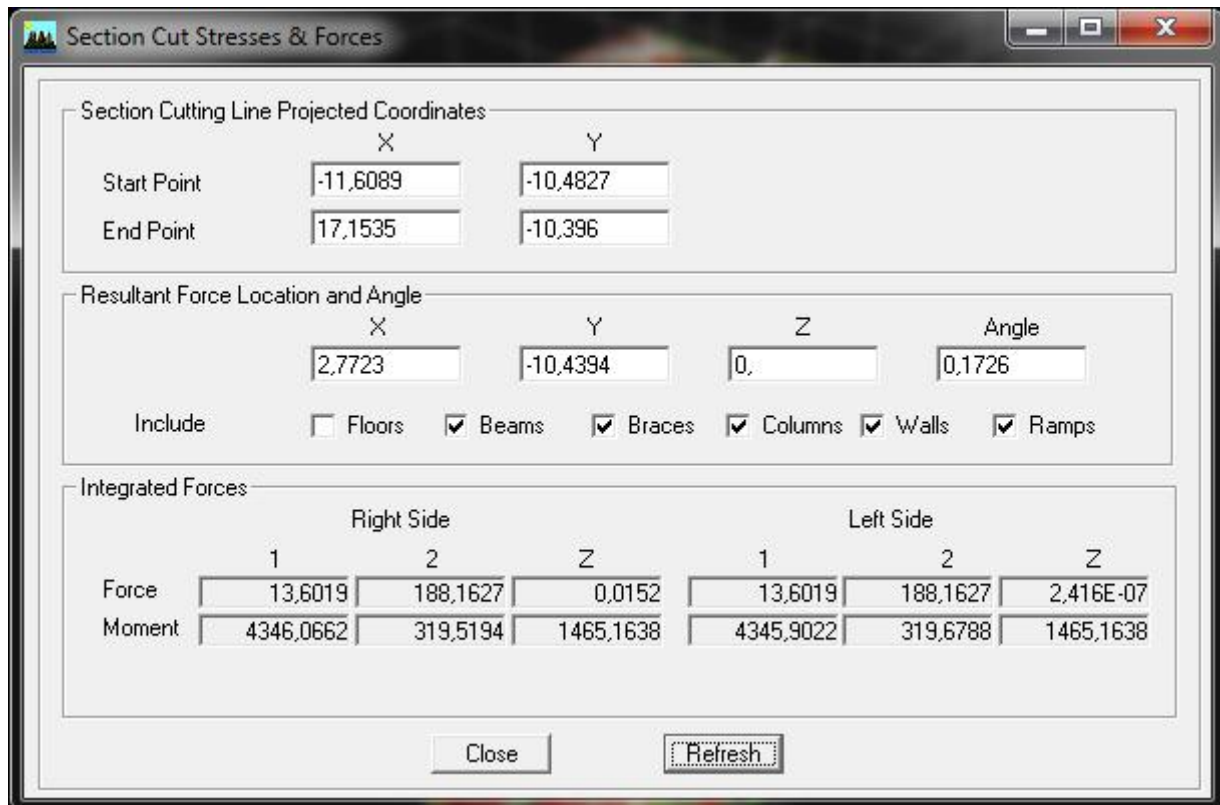 Section Cut Stresses & Forces
Section Cutting Line Projected Coordinates
X Y
Start Point -11,6089 -10,4827
End Point 17,1535 -10,396
Resultant Force Location and Angle
X Y Z Angle
2,7723 -10,4394 0, 0,1726
Include Floors Beams Braces Columns Walls Ramps
Integrated Forces
Right Side Left Side
1 2 Z 1 2 Z
Force 13,6019 188,1627 0,0152 13,6019 188,1627 2,416E-07
Moment 4346,0662 319,5194 1465,1638 4345,9022 319,6788 1465,1638
Close Refresh